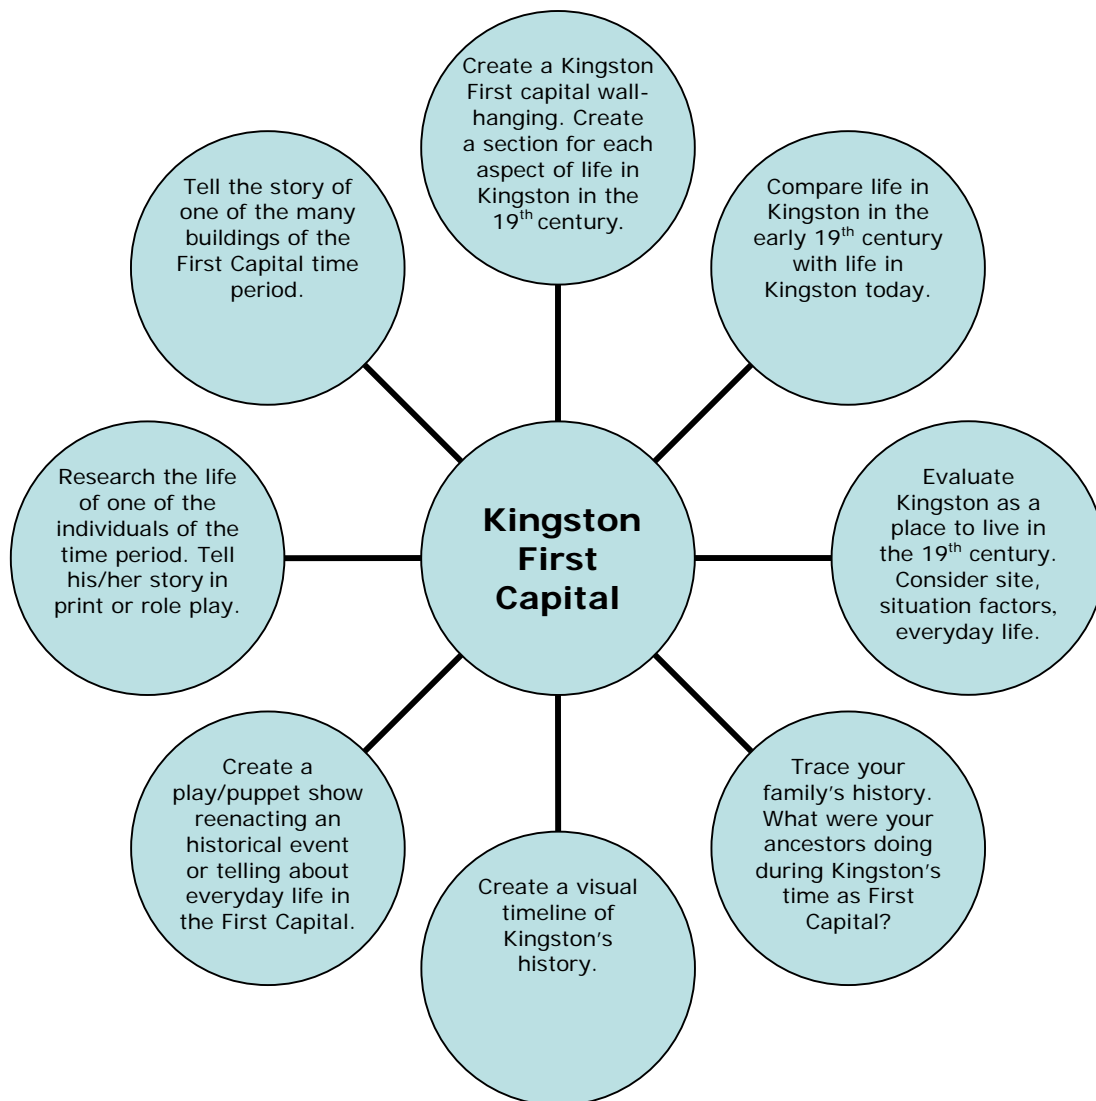 Create a Kingston
First capital wall-
hanging. Create
a section for each
aspect of life in
Kingston in the
19th century.
Compare life in
Kingston in the
early 19th century
with life in
Kingston today.
Evaluate
Kingston as a
place to live in
the 19th century.
Consider site,
situation factors,
everyday life.
Trace your
family's history.
What were your
ancestors doing
during Kingston's
time as First
Capital?
Create a visual
timeline of
Kingston's
history.
Create a
play/puppet show
reenacting an
historical event
or telling about
everyday life in
the First Capital.
Research the life
of one of the
individuals of the
time period. Tell
his/her story in
print or role play.
Tell the story of
one of the many
buildings of the
First Capital time
period.
Kingston
First
Capital